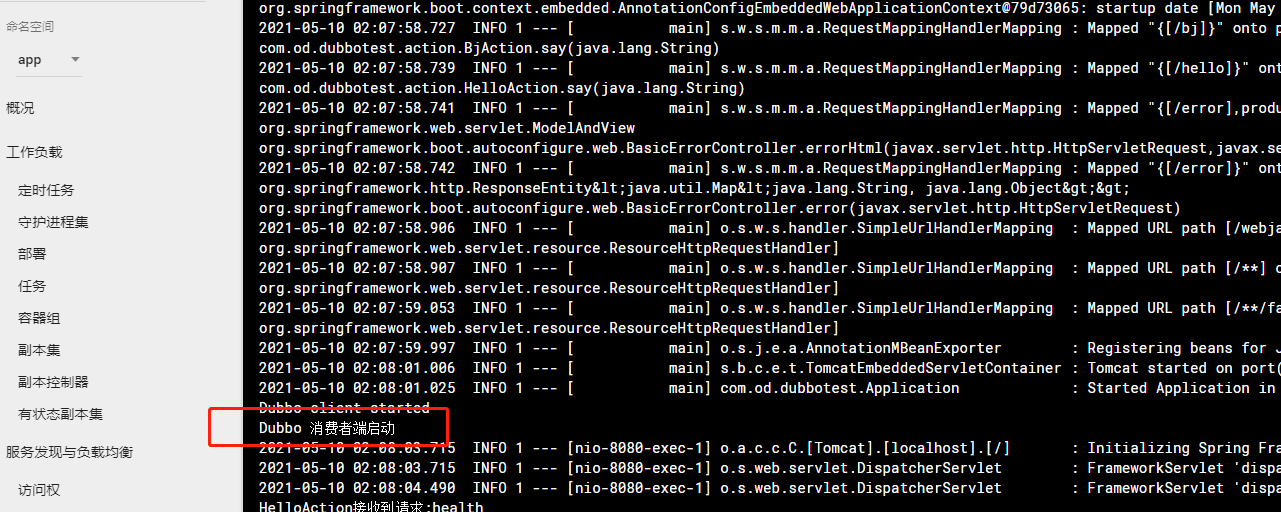 命名空间
app
概况
工作负载
定时任务
守护进程集
部署
任务
容器组
副本集
副本控制器
有状态副本集
服务发现与负载均衡
访问权
org.springframework.boot.context.embedded.AnnotationConfigEmbeddedWebApplicationContext@79d73065: startup date [Mon May
2021-05-10 02:07:58.727  INFO 1 --- [           main] s.w.s.m.m.a.RequestMappingHandlerMapping : Mapped "{[/bj]}" onto p
com.od.dubbotest.action.BjAction.say(java.lang.String)
2021-05-10 02:07:58.739  INFO 1 --- [           main] s.w.s.m.m.a.RequestMappingHandlerMapping : Mapped "{[/hello]}" ont
com.od.dubbotest.action.HelloAction.say(java.lang.String)
2021-05-10 02:07:58.741  INFO 1 --- [           main] s.w.s.m.m.a.RequestMappingHandlerMapping : Mapped "{[/error],produ
org.springframework.web.servlet.ModelAndView
org.springframework.boot.autoconfigure.web.BasicErrorController.errorHtml(javax.servlet.http.HttpServletRequest,javax.se
2021-05-10 02:07:58.742  INFO 1 --- [           main] s.w.s.m.m.a.RequestMappingHandlerMapping : Mapped "{[/error]}" ont
org.springframework.http.ResponseEntity&lt;java.util.Map&lt;java.lang.String, java.lang.Object&gt;&gt;
org.springframework.boot.autoconfigure.web.BasicErrorController.error(javax.servlet.http.HttpServletRequest)
2021-05-10 02:07:58.906  INFO 1 --- [           main] o.s.w.s.handler.SimpleUrlHandlerMapping  : Mapped URL path [/webja
org.springframework.web.servlet.resource.ResourceHttpRequestHandler]
2021-05-10 02:07:58.907  INFO 1 --- [           main] o.s.w.s.handler.SimpleUrlHandlerMapping  : Mapped URL path [/**] o
org.springframework.web.servlet.resource.ResourceHttpRequestHandler]
2021-05-10 02:07:59.053  INFO 1 --- [           main] o.s.w.s.handler.SimpleUrlHandlerMapping  : Mapped URL path [/**/fa
org.springframework.web.servlet.resource.ResourceHttpRequestHandler]
2021-05-10 02:07:59.997  INFO 1 --- [           main] o.s.j.e.a.AnnotationMBeanExporter        : Registering beans for J
2021-05-10 02:08:01.006  INFO 1 --- [           main] s.b.c.e.t.TomcatEmbeddedServletContainer : Tomcat started on port(
2021-05-10 02:08:01.025  INFO 1 --- [           main] com.od.dubbotest.Application             : Started Application in
Dubbo client started
Dubbo 消费者端启动
2021-05-10 02:08:03.715  INFO 1 --- [nio-8080-exec-1] o.a.c.c.C.[Tomcat].[localhost].[/]       : Initializing Spring Fra
2021-05-10 02:08:03.715  INFO 1 --- [nio-8080-exec-1] o.s.web.servlet.DispatcherServlet        : FrameworkServlet 'dispa
2021-05-10 02:08:04.490  INFO 1 --- [nio-8080-exec-1] o.s.web.servlet.DispatcherServlet        : FrameworkServlet 'dispa
HelloAction接收到请求:health